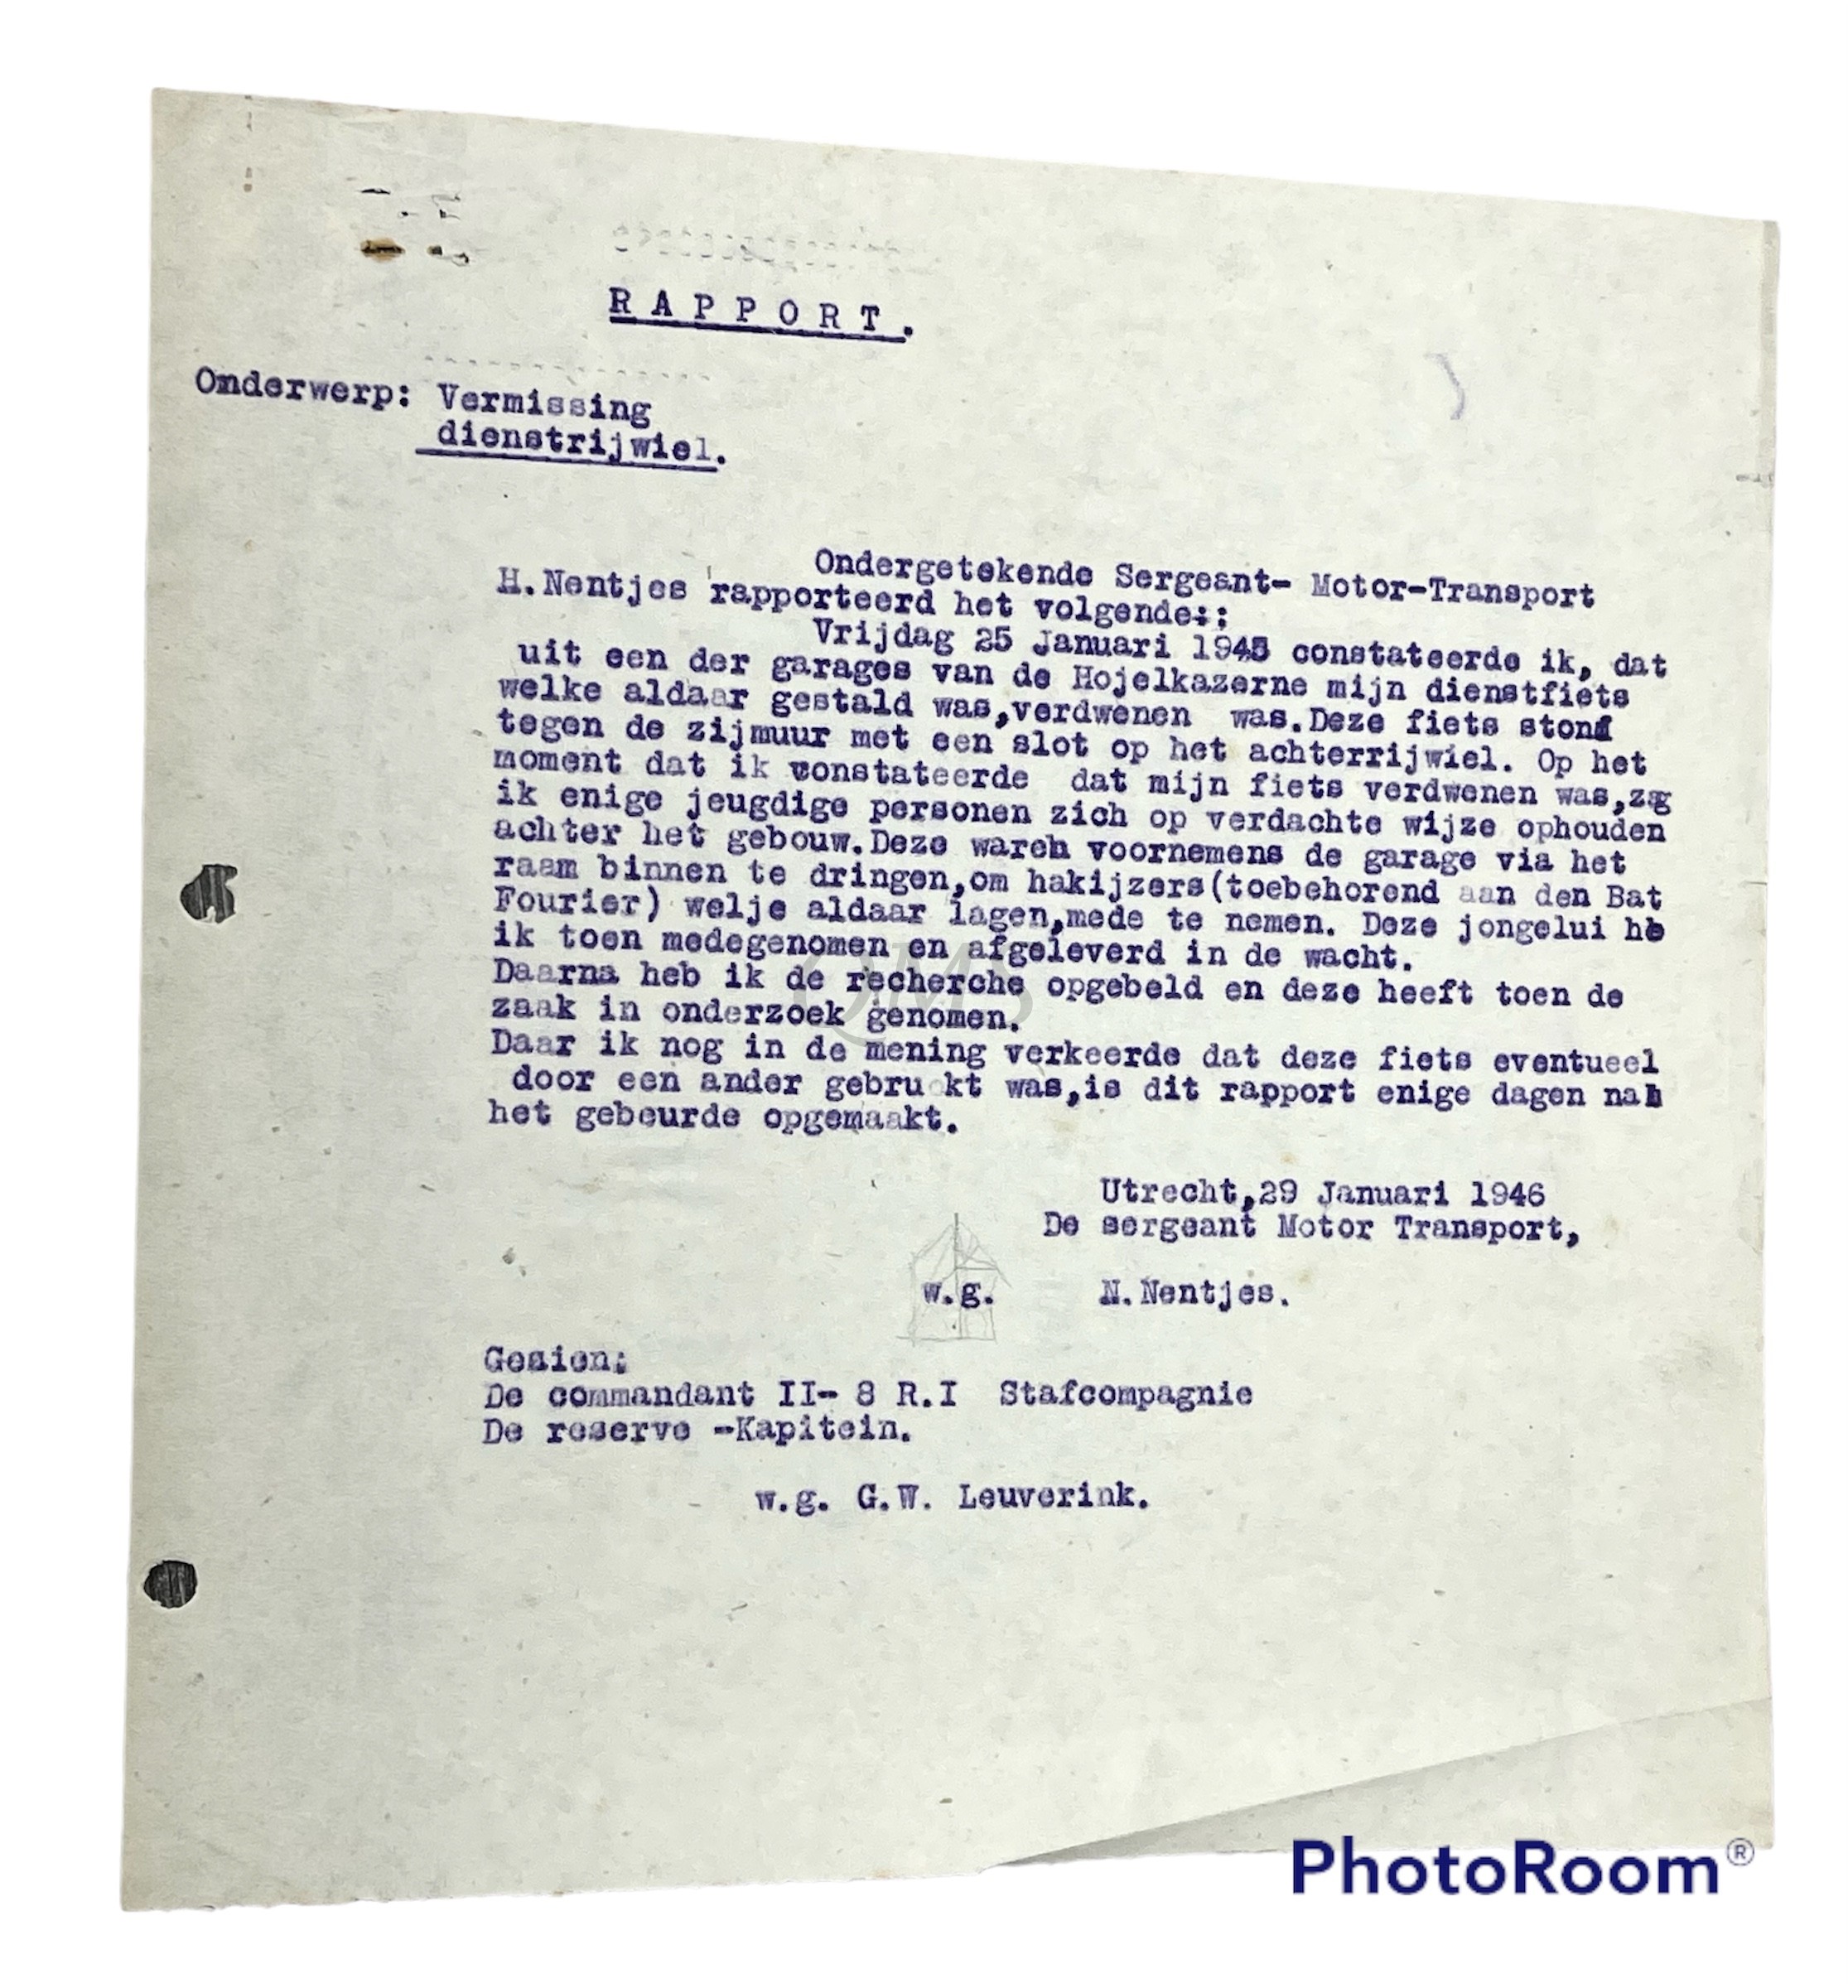 R A P P O R T .
Onderwerp: Vermissing
dienstrijwiel.
Ondergetekende Sergeant- Motor-Transport
H.Nentjes rapporteerd het volgende:;
Vrijdag 25 Januari 1945 constateerde ik, dat
uit een der garages van de Hojelkazerne mijn dienstfiets
welke aldaar gestald was,verdwenen was.Deze fiets stond
tegen de zijmuur met een slot op het achterrijwiel. Op het
moment dat ik constateerde dat mijn fiets verdwenen was,zag
ik enige jeugdige personen zich op verdachte wijze ophouden
achter het gebouw.Deze waren voornemens de garage via het
raam binnen te dringen,om hakijzers(toebehorend aan den Bat
Fourier) welje aldaar lagen,mede te nemen. Deze jongelui
ik toen medegenomen en afgeleverd in de wacht.
Daarna heb ik de recherche opgebeld en deze heeft toen de
zaak in onderzoek genomen.
Daar ik nog in de mening verkeerde dat deze fiets eventueel
door een ander gebru kt was,is dit rapport enige dagen
het gebeurde opgemaakt.
Utrecht,29 Januari 1946
De sergeant Motor Transport,
w.g. N.Nentjes.
Gezien:
De commandant II- 8 R.I Stafcompagnie
De reserve -Kapitein.
w.g. G.W. Leuverink.
QMS
PhotoRoom®